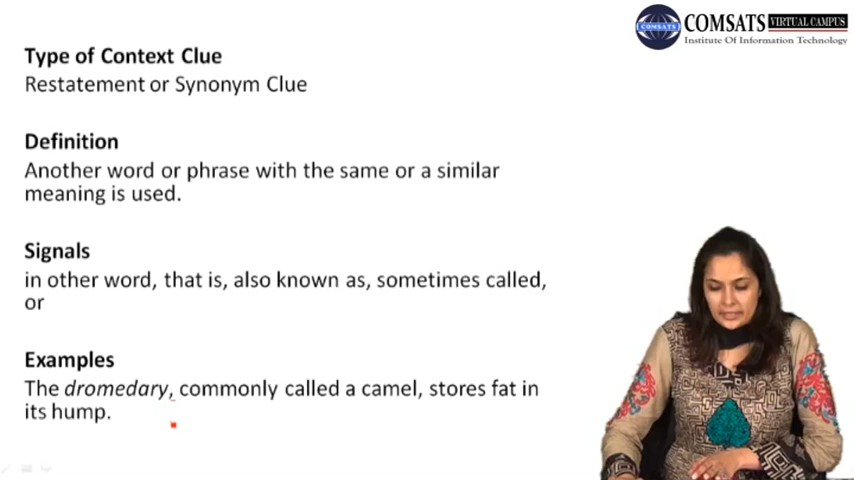 COMSATS VIRTUAL CAMPUS
COMSATS
Institute Of Information Technology
Type of Context Clue
Restatement or Synonym Clue
Definition
Another word or phrase with the same or a similar
meaning is used.
Signals
in other word, that is, also known as, sometimes called,
or
Examples
The dromedary, commonly called a camel, stores fat in
its hump.